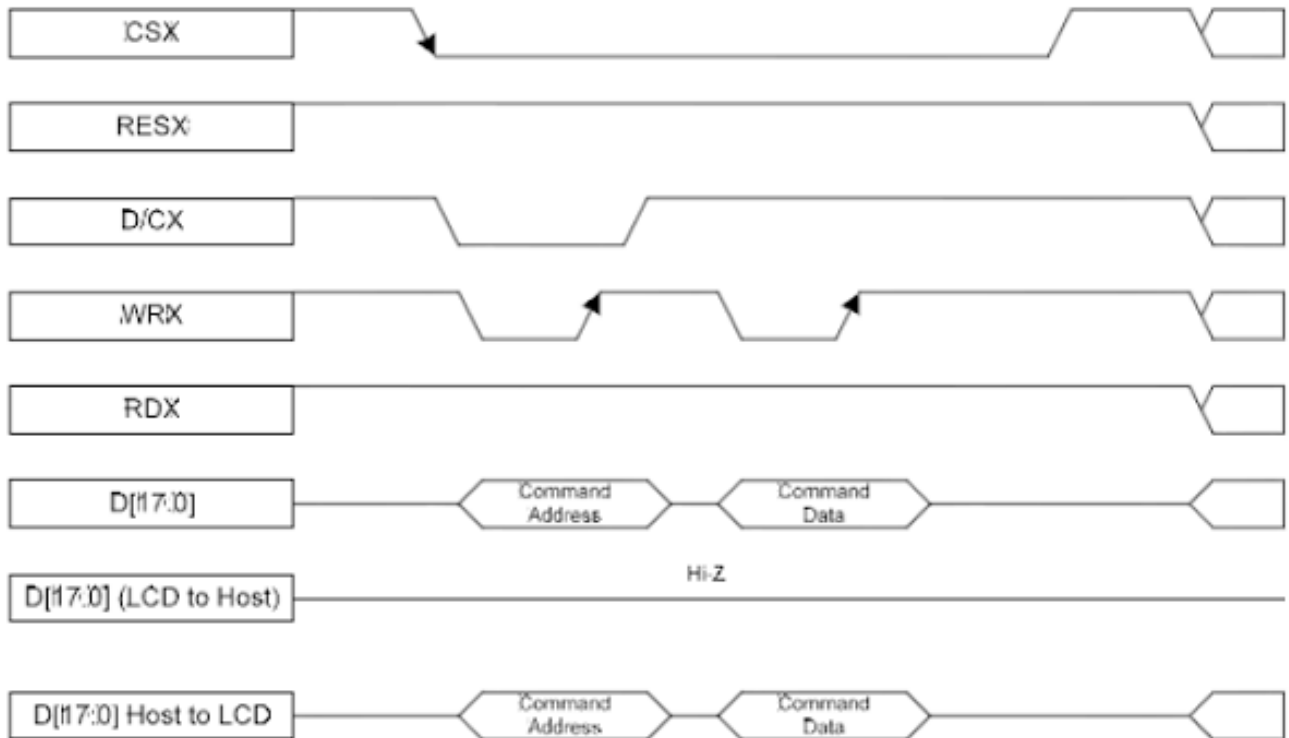 CSX
RESX
D/CX
WRX
RDX
D[17:0]
Command
Address
Command
Data
D[17:0] (LCD to Host)
Hi-Z
D[17:0] Host to LCD
Command
Address
Command
Data